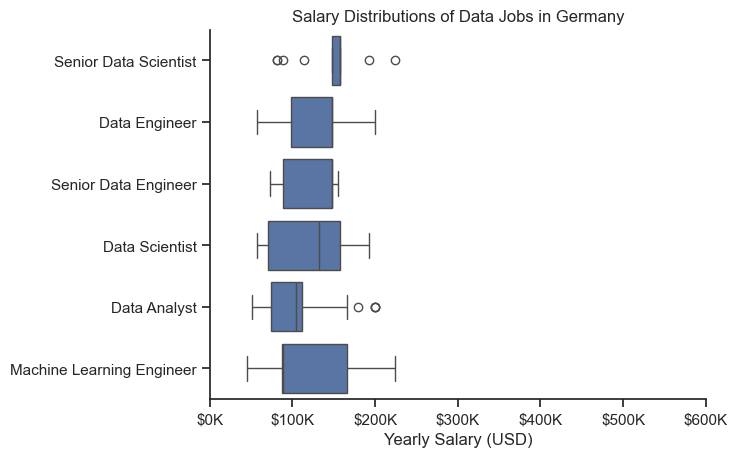 Salary Distributions of Data Jobs in Germany
Senior Data Scientist
Data Engineer
Senior Data Engineer
Data Scientist
Data Analyst
Machine Learning Engineer
$0K $100K $200K $300K $400K $500K $600K
Yearly Salary (USD)